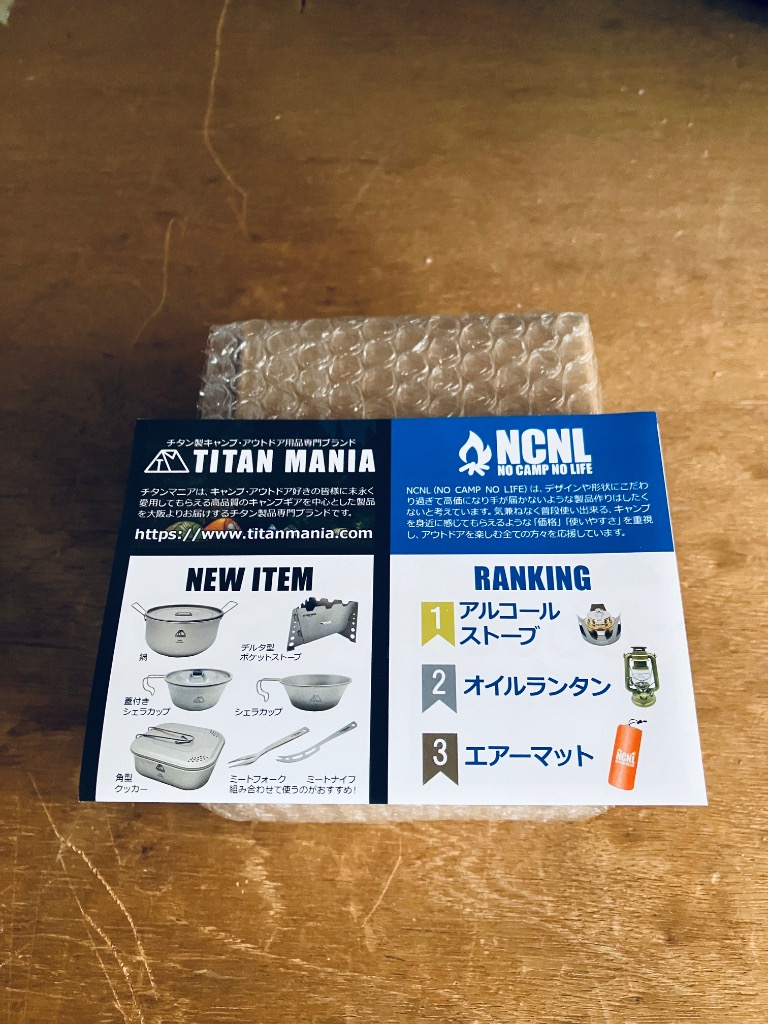 チタン製キャンプ・アウトドア用品専門ブランド
TITAN MANIA
チタンマニアは、キャンプ・アウトドア好きの皆様に末永く
愛用してもらえる高品質のキャンプギアを中心とした製品
を大阪よりお届けするチタン製品専門ブランドです。
https://www.titanmania.com
NEW ITEM
鍋
デルタ型
ポケットストーブ
蓋付き
シェラカップ
シェラカップ
角型
クッカー
ミートフォーク
ミートナイフ
組み合わせて使うのがおすすめ!
NCNL
NO CAMP NO LIFE
NCNL (NO CAMP NO LIFE) は、デザインや形状にこだわ
り過ぎて高価になり手が届かないような製品作りはしたく
ないと考えています。気兼ねなく普段使い出来る、キャンプ
を身近に感じてもらえるような「価格」「使いやすさ」を重視
し、アウトドアを楽しむ全ての方々を応援しています。
RANKING
1 アルコール
ストーブ
2 オイルランタン
3 エアーマット
NCNL